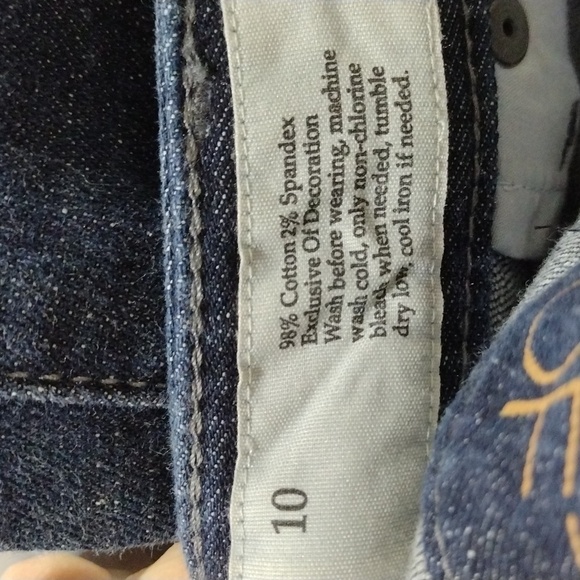 98% Cotton 2% Spandex
Exclusive Of Decoration
Wash before wearing, machine
wash cold, only non-chlorine
bleach when needed, tumble
dry low, cool iron if needed.
10